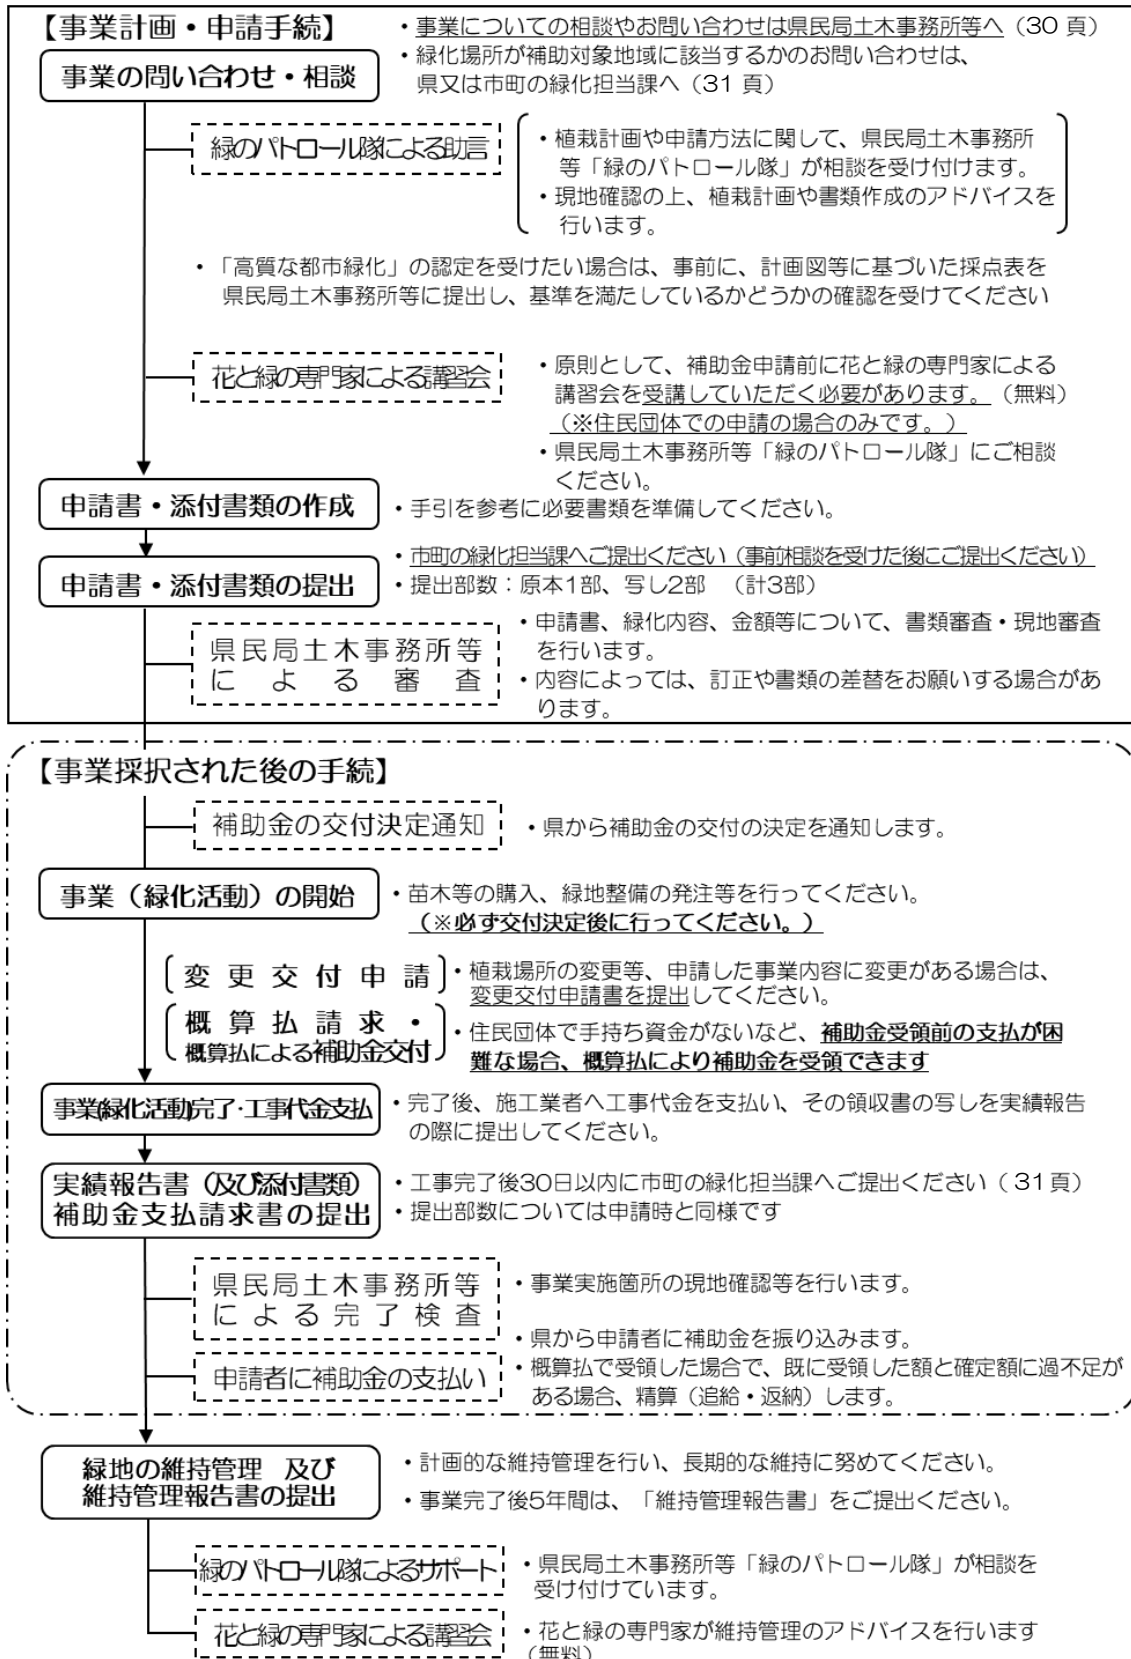 【事業計画・申請手続】
・事業についての相談やお問い合わせは県民局土木事務所等へ（30 頁）
事業の問い合わせ・相談
・緑化場所が補助対象地域に該当するかのお問い合わせは、
県又は市町の緑化担当課へ（31 頁）
緑のパトロール隊による助言
・植栽計画や申請方法に関して、県民局土木事務所
等「緑のパトロール隊」が相談を受け付けます。
・現地確認の上、植栽計画や書類作成のアドバイスを
行います。
・「高質な都市緑化」の認定を受けたい場合は、事前に、計画図等に基づいた採点表を
県民局土木事務所等に提出し、基準を満たしているかどうかの確認を受けてください
花と緑の専門家による講習会
・原則として、補助金申請前に花と緑の専門家による
講習会を受講していただく必要があります。（無料）
（※住民団体での申請の場合のみです。）
・県民局土木事務所等「緑のパトロール隊」にご相談
ください。
申請書・添付書類の作成
・手引を参考に必要書類を準備してください。
申請書・添付書類の提出
・市町の緑化担当課へご提出ください（事前相談を受けた後にご提出ください）
・提出部数：原本1部、写し2部　（計3部）
県民局土木事務所等
による審査
・申請書、緑化内容、金額等について、書類審査・現地審査
を行います。
・内容によっては、訂正や書類の差替をお願いする場合があ
ります。
【事業採択された後の手続】
補助金の交付決定通知
・県から補助金の交付の決定を通知します。
事業（緑化活動）の開始
・苗木等の購入、緑地整備の発注等を行ってください。
（※必ず交付決定後に行ってください。）
変更交付申請
・植栽場所の変更等、申請した事業内容に変更がある場合は、
変更交付申請書を提出してください。
概算払請求・
概算払による補助金交付
・住民団体で手持ち資金がないなど、補助金受領前の支払が困
難な場合、概算払により補助金を受領できます
事業(緑化活動)完了・工事代金支払
・完了後、施工業者へ工事代金を支払い、その領収書の写しを実績報告
の際に提出してください。
実績報告書（及び添付書類）
補助金支払請求書の提出
・工事完了後30日以内に市町の緑化担当課へご提出ください（31頁）
・提出部数については申請時と同様です
県民局土木事務所等
による完了検査
・事業実施箇所の現地確認等を行います。
申請者に補助金の支払い
・県から申請者に補助金を振り込みます。
・概算払で受領した場合で、既に受領した額と確定額に過不足が
ある場合、精算（追給・返納）します。
緑地の維持管理　及び
維持管理報告書の提出
・計画的な維持管理を行い、長期的な維持に努めてください。
・事業完了後5年間は、「維持管理報告書」をご提出ください。
緑のパトロール隊によるサポート
・県民局土木事務所等「緑のパトロール隊」が相談を
受け付けています。
花と緑の専門家による講習会
・花と緑の専門家が維持管理のアドバイスを行います
（無料）